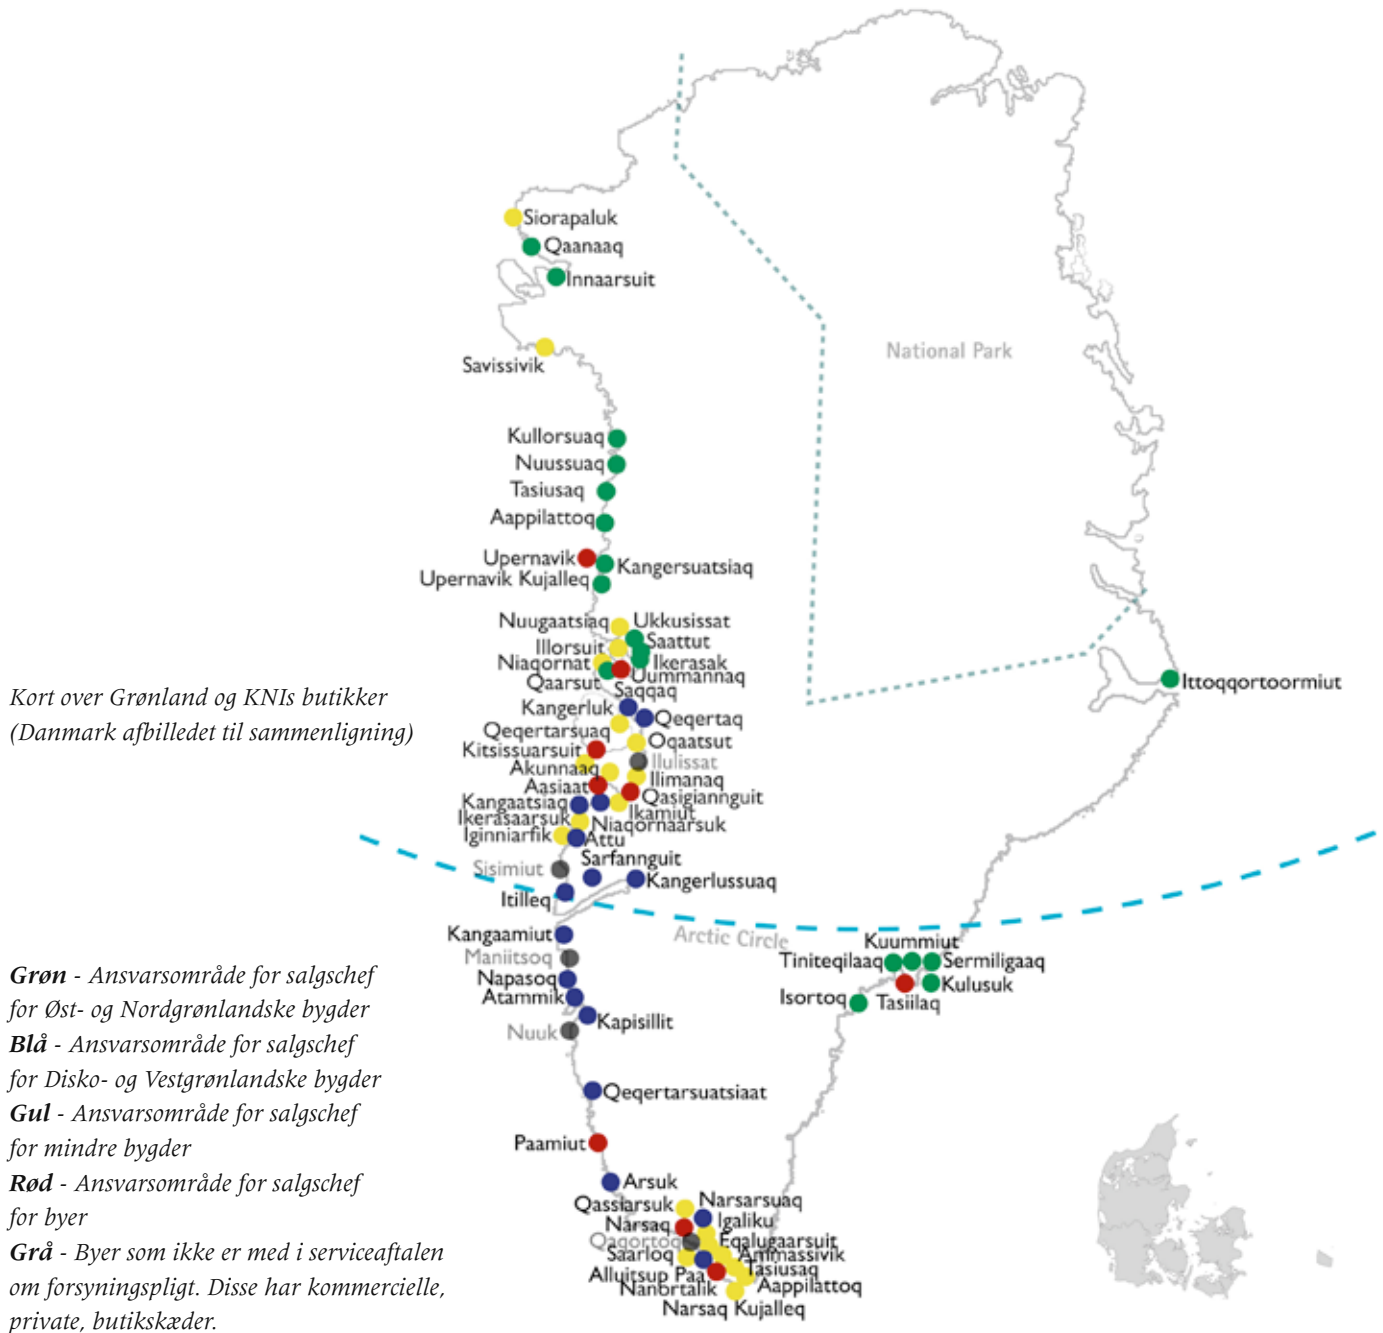 Siorapaluk
Qaanaaq
Innaarsuit
National Park
Savissivik
Kullorsuaq
Nuussuaq
Tasiusaq
Aappilattoq
Upernavik
Kangersuatsiaq
Upernavik Kujalleq
Nuugaatsiaq Ukkusissat
Illorsuit Saattut
Niaqornat Ikerasak
Qaarsut Uummannaq
Saqqaq
Ittoqqortoormiut
Kort over Grønland og KNIs butikker
(Danmark afbilledet til sammenligning)
Kangerluk
Qeqertaq
Qeqertarsuaq
Oqaatsut
Kitsissuarsuit
Ilulissat
Akunnaaq
Ilimanaq
Aasiaat
Qasigiannguit
Kangaatsiaq
Ikamiut
Ikerasaarsuk
Niaqornaarsuk
Iginniarfik
Attu
Sarfannguit
Sisimiut
Kangerlussuaq
Itilleq
Kangaamiut
Arctic Circle
Kuummiut
Maniitsoq
Tiniteqilaaq
Sermiligaaq
Napasoq
Kulusuk
Atammik
Isortoq
Tasiilaq
Kapisillit
Nuuk
Grøn - Ansvarsområde for salgschef
for Øst- og Nordgrønlandske bygder
Blå - Ansvarsområde for salgschef
for Disko- og Vestgrønlandske bygder
Gul - Ansvarsområde for salgschef
for mindre bygder
Rød - Ansvarsområde for salgschef
for byer
Grå - Byer som ikke er med i serviceaftalen
om forsyningspligt. Disse har kommercielle,
private, butikskæder.
Qeqertarsuatsiaat
Paamiut
Arsuk
Qassiarsuk
Narsarsuaq
Narsaq
Igaliku
Qaqortoq
Eqalugaarsuit
Saarloq
Ammassivik
Alluitsup Paa
Tasiusaq
Nanortalik
Aappilattoq
Narsaq Kujalleq